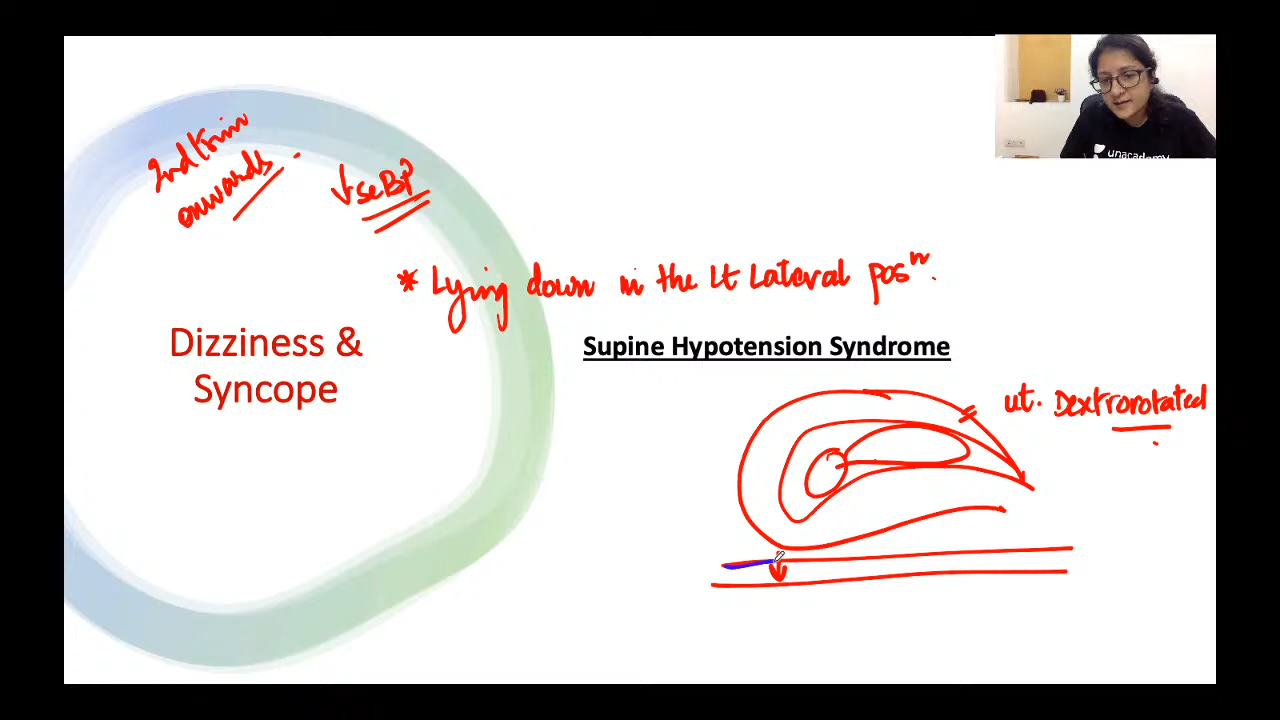 2nd trim
onwards
↓se BP
* Lying down in the Lt Lateral posⁿ.
Dizziness &
Syncope
Supine Hypotension Syndrome
ut. Dextrorotated
unacademy